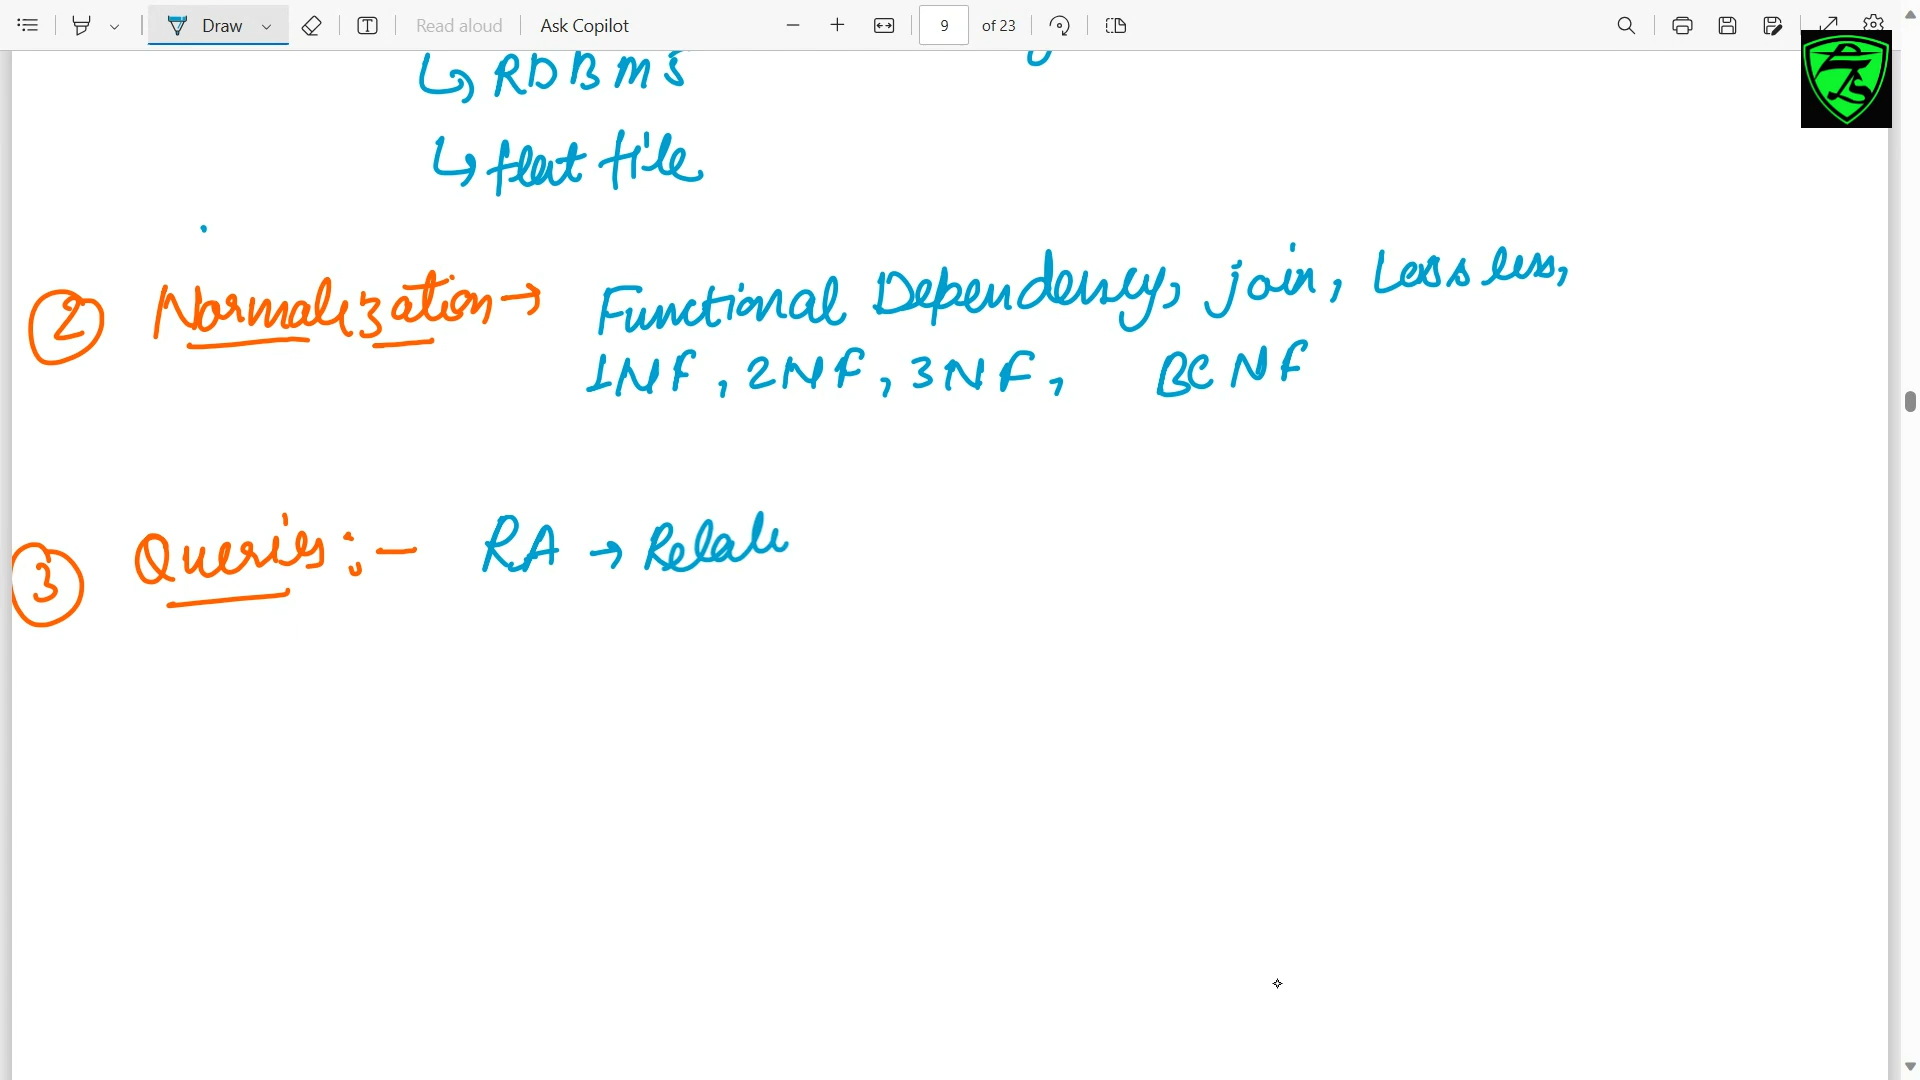 Draw
Read aloud
Ask Copilot
9 of 23
↳ RDBMS
↳ flat file
② Normalization → Functional Dependency, join, Lossless,
1NF, 2NF, 3NF, BCNF
③ Queries :- RA → Relati